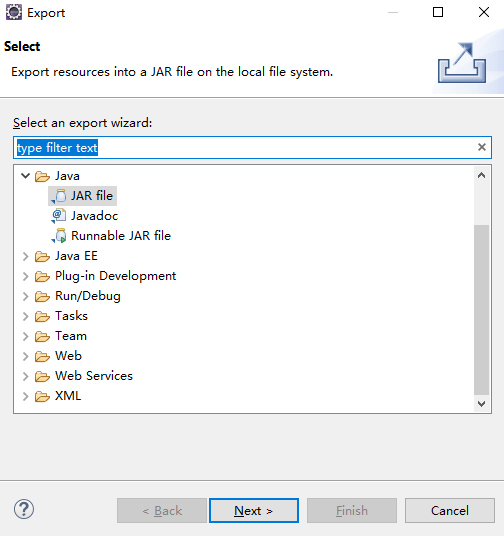 Export
Select
Export resources into a JAR file on the local file system.
Select an export wizard:
type filter text
Java
JAR file
Javadoc
Runnable JAR file
Java EE
Plug-in Development
Run/Debug
Tasks
Team
Web
Web Services
XML
< Back
Next >
Finish
Cancel